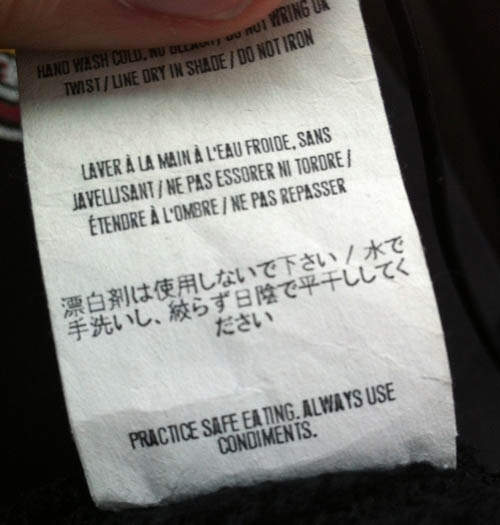 HAND WASH COLD, NO BLEACH/ DO NOT WRING OR
TWIST / LINE DRY IN SHADE / DO NOT IRON
LAVER À LA MAIN À L'EAU FROIDE, SANS
JAVELLISANT / NE PAS ESSORER NI TORDRE /
ÉTENDRE À L'OMBRE / NE PAS REPASSER
漂白剤は使用しないで下さい / 水で
手洗いし、絞らず日陰で平干ししてく
ださい
PRACTICE SAFE EATING. ALWAYS USE
CONDIMENTS.